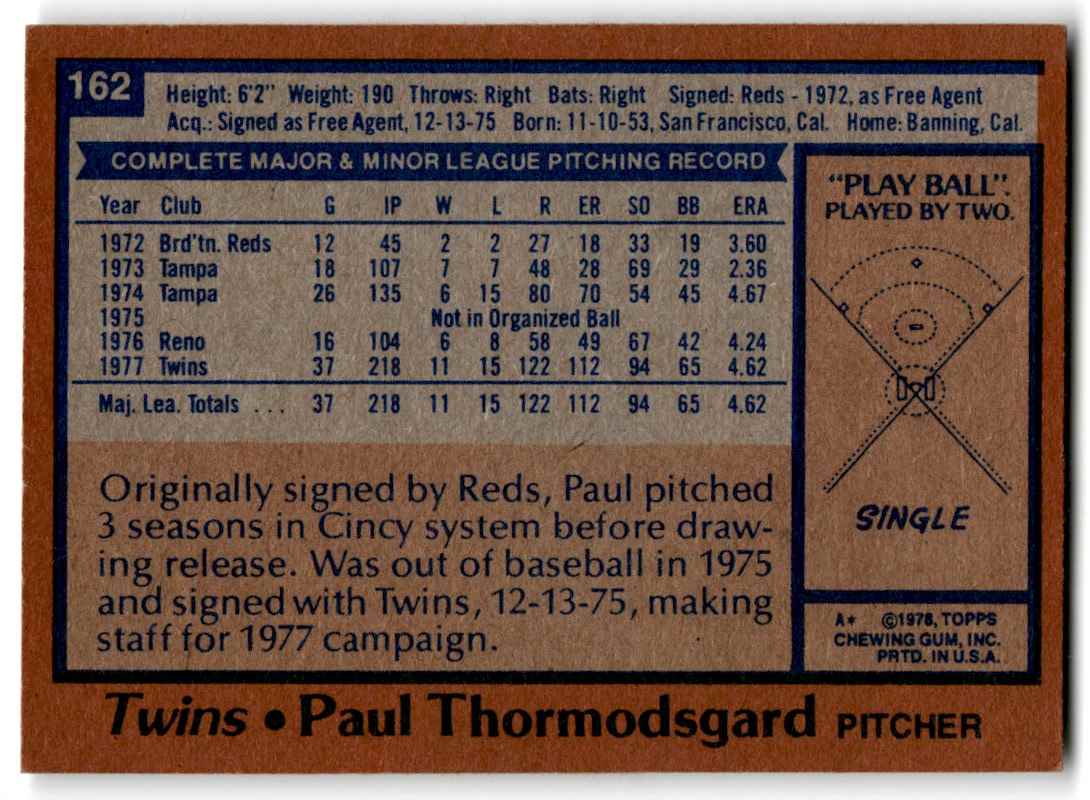 162
Height: 6'2" Weight: 190 Throws: Right Bats: Right Signed: Reds - 1972, as Free Agent
Acq.: Signed as Free Agent, 12-13-75 Born: 11-10-53, San Francisco, Cal. Home: Banning, Cal.
COMPLETE MAJOR & MINOR LEAGUE PITCHING RECORD
Year Club G IP W L R ER SO BB ERA
1972 Brd'tn. Reds 12 45 2 2 27 18 33 19 3.60
1973 Tampa 18 107 7 7 48 28 69 29 2.36
1974 Tampa 26 135 6 15 80 70 54 45 4.67
1975 Not in Organized Ball
1976 Reno 16 104 6 8 58 49 67 42 4.24
1977 Twins 37 218 11 15 122 112 94 65 4.62
Maj. Lea. Totals . . . 37 218 11 15 122 112 94 65 4.62
Originally signed by Reds, Paul pitched
3 seasons in Cincy system before draw-
ing release. Was out of baseball in 1975
and signed with Twins, 12-13-75, making
staff for 1977 campaign.
"PLAY BALL".
PLAYED BY TWO.
SINGLE
A* ©1978, TOPPS
CHEWING GUM, INC.
PRTD. IN U.S.A.
Twins • Paul Thormodsgard PITCHER